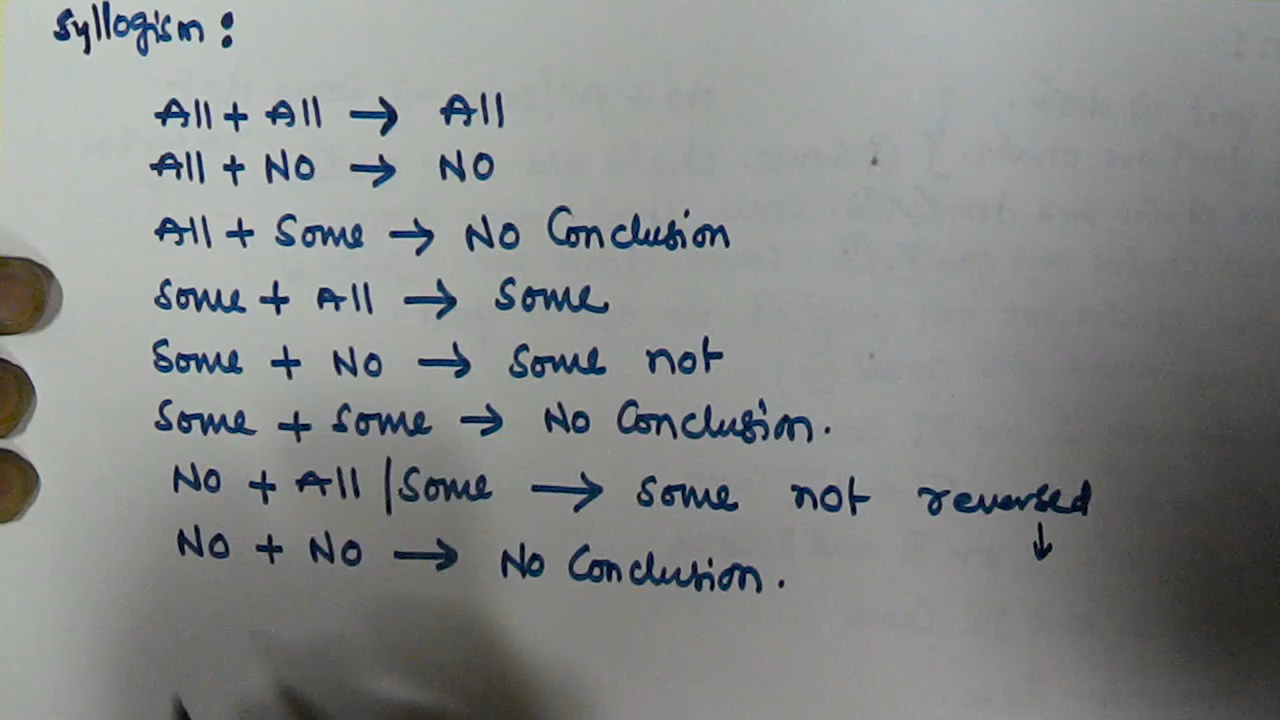 Syllogism :
All + All → All
All + NO → NO
All + Some → NO Conclusion
Some + All → Some
Some + NO → Some not
Some + Some → NO Conclusion.
NO + All | Some → Some not reversed
↓
NO + NO → NO Conclusion.